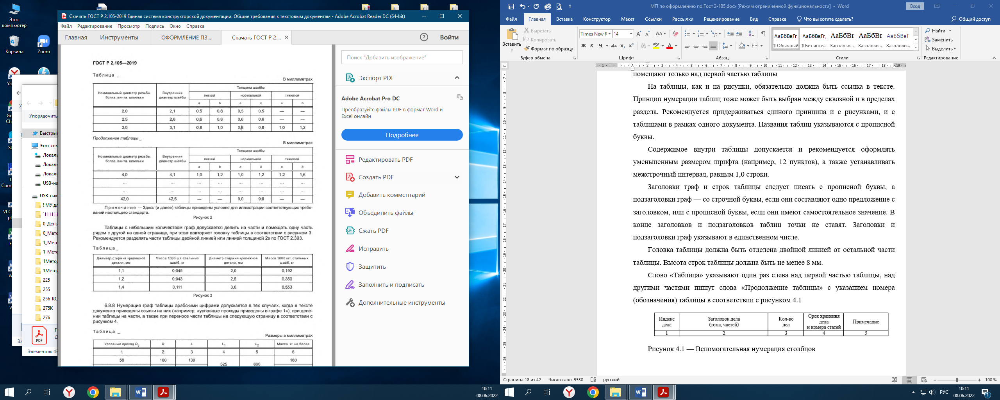 Этот
компьютер
Корзина
Zoom
Упорядочить
Быстры
Этот ком
Локаль
Локаль
Локаль
USB-на
USB-нак
! МУ дл
`111111
0_День
0_Мето
1_Мето
1_Мето
1Метод
1Метод
225
255
256_КС
275К
276
PDF
Элементов: 43
Скачать ГОСТ Р 2.105-2019 Единая система конструкторской документации. Общие требования к текстовым документам - Adobe Acrobat Reader DC (64-bit)
Файл Редактирование Просмотр Подпись Окно Справка
Главная Инструменты ОФОРМЛЕНИЕ ПЗ... Скачать ГОСТ Р 2.... × ? Войти
ГОСТ Р 2.105—2019
Таблица _
В миллиметрах
Номинальный диаметр резьбы болта, винта, шпильки Внутренний диаметр шайбы Толщина шайбы
легкой нормальной тяжелой
a b a b a b
2,0 2,1 0,5 0,8 0,5 0,5 — —
2,5 2,6 0,6 0,8 0,6 0,6 — —
3,0 3,1 0,8 1,0 0,8 0,8 1,0 1,2
Продолжение таблицы _
В миллиметрах
Номинальный диаметр резьбы, болта, винта, шпильки Внутренний диаметр шайбы Толщина шайбы
легкой нормальной тяжелой
a b a b a b
4,0 4,1 1,0 1,2 1,0 1,2 1,2 1,6
... ... ... ... ... ... ... ...
... ... ... ... ... ... ... ...
42,0 42,5 — — 9,0 9,0 — —
Примечание — Здесь (и далее) таблицы приведены условно для иллюстрации соответствующих требо-
ваний настоящего стандарта.
Рисунок 2
Таблицы с небольшим количеством граф допускается делить на части и помещать одну часть
рядом с другой на одной странице, при этом повторяют головку таблицы в соответствии с рисунком 3.
Рекомендуется разделять части таблицы двойной линией или линией толщиной 2s по ГОСТ 2.303.
Таблица _
Диаметр стержня крепежной детали, мм Масса 1000 шт. стальных шайб, кг Диаметр стержня крепежной детали, мм Масса 1000 шт. стальных шайб, кг
1,1 0,045 2,0 0,192
1,2 0,043 2,5 0,350
1,4 0,111 3,0 0,553
Рисунок 3
6.8.8 Нумерация граф таблицы арабскими цифрами допускается в тех случаях, когда в тексте
документа приведены ссылки на них (например, «условные проходы приведены в графе 1»), при деле-
нии таблицы на части, а также при переносе части таблицы на следующую страницу в соответствии с
рисунком 4.
Таблица _
Размеры в миллиметрах
Условный проход Dy D L L1 L2 Масса кг. не более
1 2 3 4 5 6
50 160 130 525 600 160
Поиск "Добавить изображение"
Экспорт PDF
Adobe Acrobat Pro DC
Преобразуйте файлы PDF в формат Word и
Excel онлайн
Подробнее
Редактировать PDF
Создать PDF
Добавить комментарий
Объединить файлы
Сжать PDF
Исправить
Защитить
Заполнить и подписать
Дополнительные инструменты
10:11
08.06.2022
МП по оформлению по Гост 2-105.docx [Режим ограниченной функциональности] - Word
Вход
Файл Главная Вставка Конструктор Макет Ссылки Рассылки Рецензирование Вид Справка Что вы хотите сделать? Общий доступ
Вставить
Вырезать
Копировать
Формат по образцу
Буфер обмена
Times New R 14
Ж К Ч abc x₂ x²
Шрифт
Абзац
АаБбВвГг, АаБбВвГг, АаБбВı АаБбВı АаБбВвГ
¶ Обычный ¶ Без инте... Заголово... Заголово... Заголово...
Стили
Найти
Заменить
Выделить
Редактирование
помещают только над первой частью таблицы
На таблицы, как и на рисунки, обязательно должна быть ссылка в тексте.
Принцип нумерации таблиц тоже может быть выбран между сквозной и в пределах
раздела. Рекомендуется придерживаться единого принципа и с рисунками, и с
таблицами в рамках одного документа. Названия таблиц указываются с прописной
буквы.
Содержимое внутри таблицы допускается и рекомендуется оформлять
уменьшенным размером шрифта (например, 12 пунктов), а также устанавливать
межстрочный интервал, равным 1,0 строки.
Заголовки граф и строк таблицы следует писать с прописной буквы, а
подзаголовки граф — со строчной буквы, если они составляют одно предложение с
заголовком, или с прописной буквы, если они имеют самостоятельное значение. В
конце заголовков и подзаголовков таблиц точки не ставят. Заголовки и
подзаголовки граф указывают в единственном числе.
Головка таблицы должна быть отделена двойной линией от остальной части
таблицы. Высота строк таблицы должна быть не менее 8 мм.
Слово «Таблица» указывают один раз слева над первой частью таблицы, над
другими частями пишут слова «Продолжение таблицы» с указанием номера
(обозначения) таблицы в соответствии с рисунком 4.1
Индекс дела Заголовок дела (тома, частей) Кол-во дел Срок хранения дела и номера статей Примечание
1 2 3 4 5
Рисунок 4.1 — Вспомогательная нумерация столбцов
Страница 18 из 42 Число слов: 5530 русский 100 %
РУС
10:11
08.06.2022